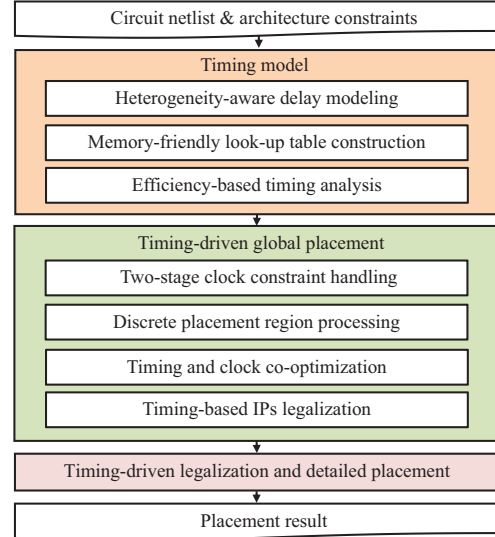 Circuit netlist & architecture constraints
Timing model
Heterogeneity-aware delay modeling
Memory-friendly look-up table construction
Efficiency-based timing analysis
Timing-driven global placement
Two-stage clock constraint handling
Discrete placement region processing
Timing and clock co-optimization
Timing-based IPs legalization
Timing-driven legalization and detailed placement
Placement result